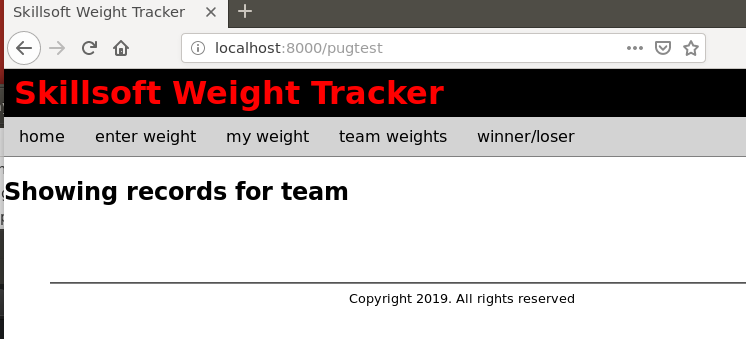 Skillsoft Weight Tracker
localhost:8000/pugtest
Skillsoft Weight Tracker
home enter weight my weight team weights winner/loser
Showing records for team
Copyright 2019. All rights reserved